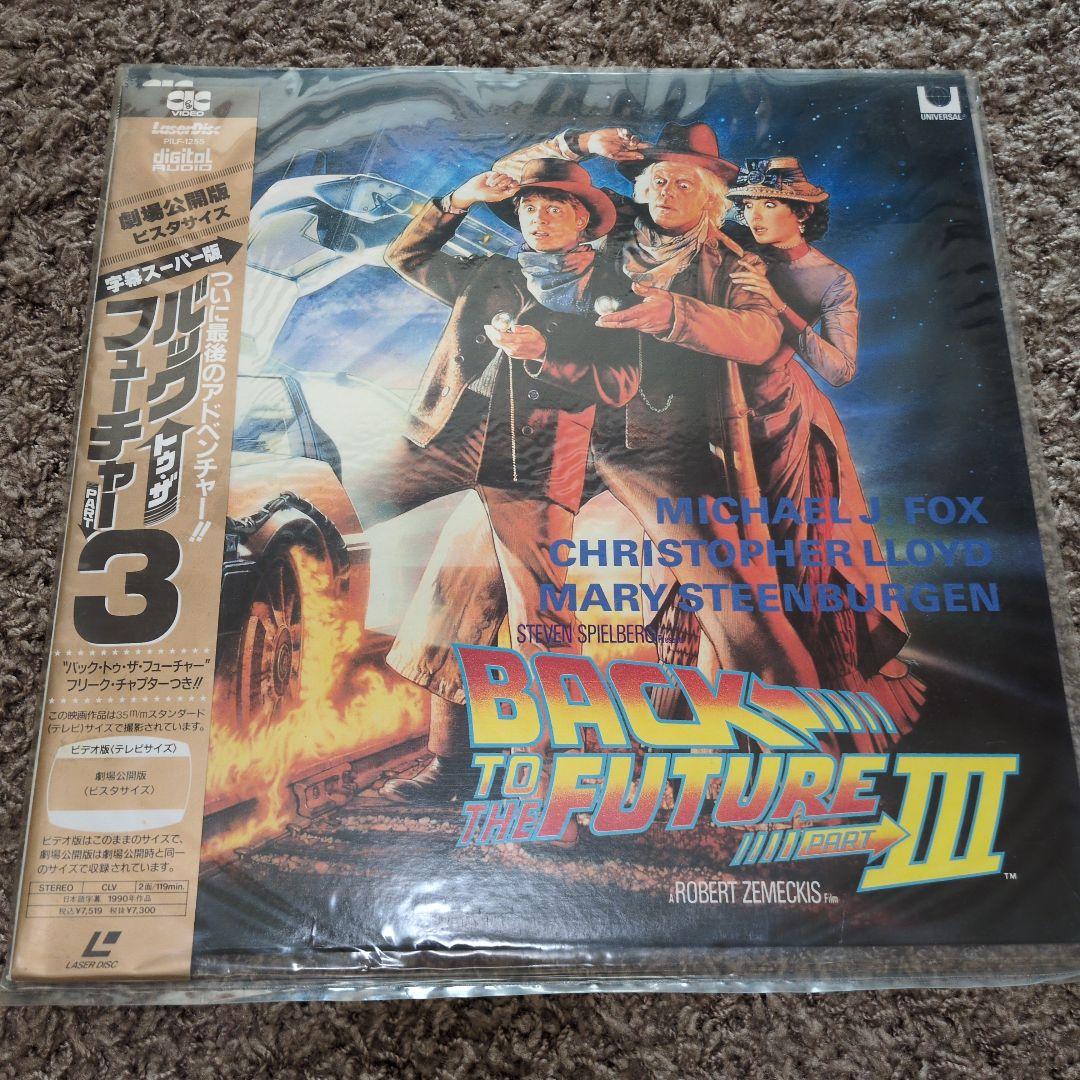 CIC
VIDEO
LaserDisc
PILF-1255
digital
AUDIO
劇場公開版
ビスタサイズ
字幕スーパー版
ついに最後のアドベンチャー!!
バック
トゥ・ザ
フューチャー
PART
3
"バック・トゥ・ザ・フューチャー"
フリーク・チャプターつき!!
この映画作品は35m/mスタンダード
(テレビ)サイズで撮影されています。
ビデオ版(テレビサイズ)
劇場公開版
(ビスタサイズ)
ビデオ版はこのままのサイズで、
劇場公開版は劇場公開時と同一
のサイズで収録されています。
STEREO CLV 2面/119min.
日本語字幕 1990年作品
税込¥7,519 税抜¥7,300
LASER DISC
UNIVERSAL
MICHAEL J. FOX
CHRISTOPHER LLOYD
MARY STEENBURGEN
STEVEN SPIELBERG
BACK
TO THE FUTURE
PART III
TM
A ROBERT ZEMECKIS Film